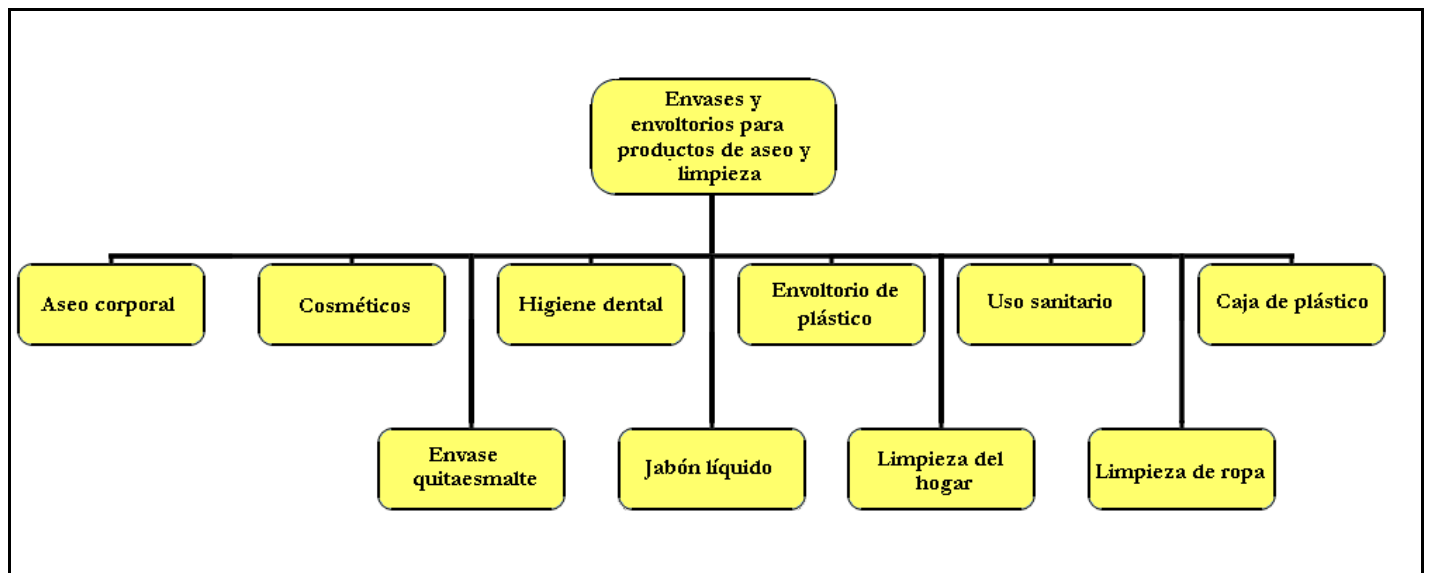 Envases y
envoltorios para
productos de aseo y
limpieza
Aseo corporal
Cosméticos
Higiene dental
Envoltorio de
plástico
Uso sanitario
Caja de plástico
Envase
quitaesmalte
Jabón líquido
Limpieza del
hogar
Limpieza de ropa